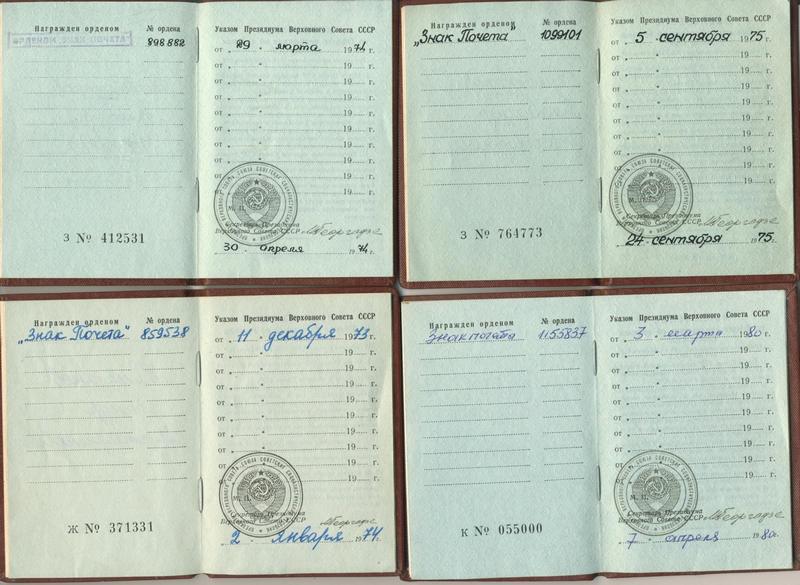 Награжден орденом № ордена
898882
З № 412531
Указом Президиума Верховного Совета СССР
от „ 29 " марта 1974 г.
от „ " 19 г.
от „ " 19 г.
от „ " 19 г.
от „ " 19 г.
от „ " 19 г.
от „ " 19 г.
от „ " 19 г.
М. П.
Секретарь Президиума
Верховного Совета СССР
30 апреля 1974 г.
Награжден орденом № ордена
„Знак Почета" 1099101
З № 764773
Указом Президиума Верховного Совета СССР
от „ 5 " сентября 1975 г.
от „ " 19 г.
от „ " 19 г.
от „ " 19 г.
от „ " 19 г.
от „ " 19 г.
от „ " 19 г.
от „ " 19 г.
М. П.
Секретарь Президиума
Верховного Совета СССР
24 сентября 1975
Награжден орденом № ордена
„Знак Почета" 859538
Ж № 371331
Указом Президиума Верховного Совета СССР
от „ 11 " декабря 1973 г.
от „ " 19 г.
от „ " 19 г.
от „ " 19 г.
от „ " 19 г.
от „ " 19 г.
от „ " 19 г.
от „ " 19 г.
М. П.
Секретарь Президиума
Верховного Совета СССР
2 января 1974 г.
Награжден орденом № ордена
Знак почета 1155837
К № 055000
Указом Президиума Верховного Совета СССР
от „ 3 " марта 1980 г.
от „ " 19 г.
от „ " 19 г.
от „ " 19 г.
от „ " 19 г.
от „ " 19 г.
от „ " 19 г.
от „ " 19 г.
М. П.
Секретарь Президиума
Верховного Совета СССР
7 апреля 1980 г.